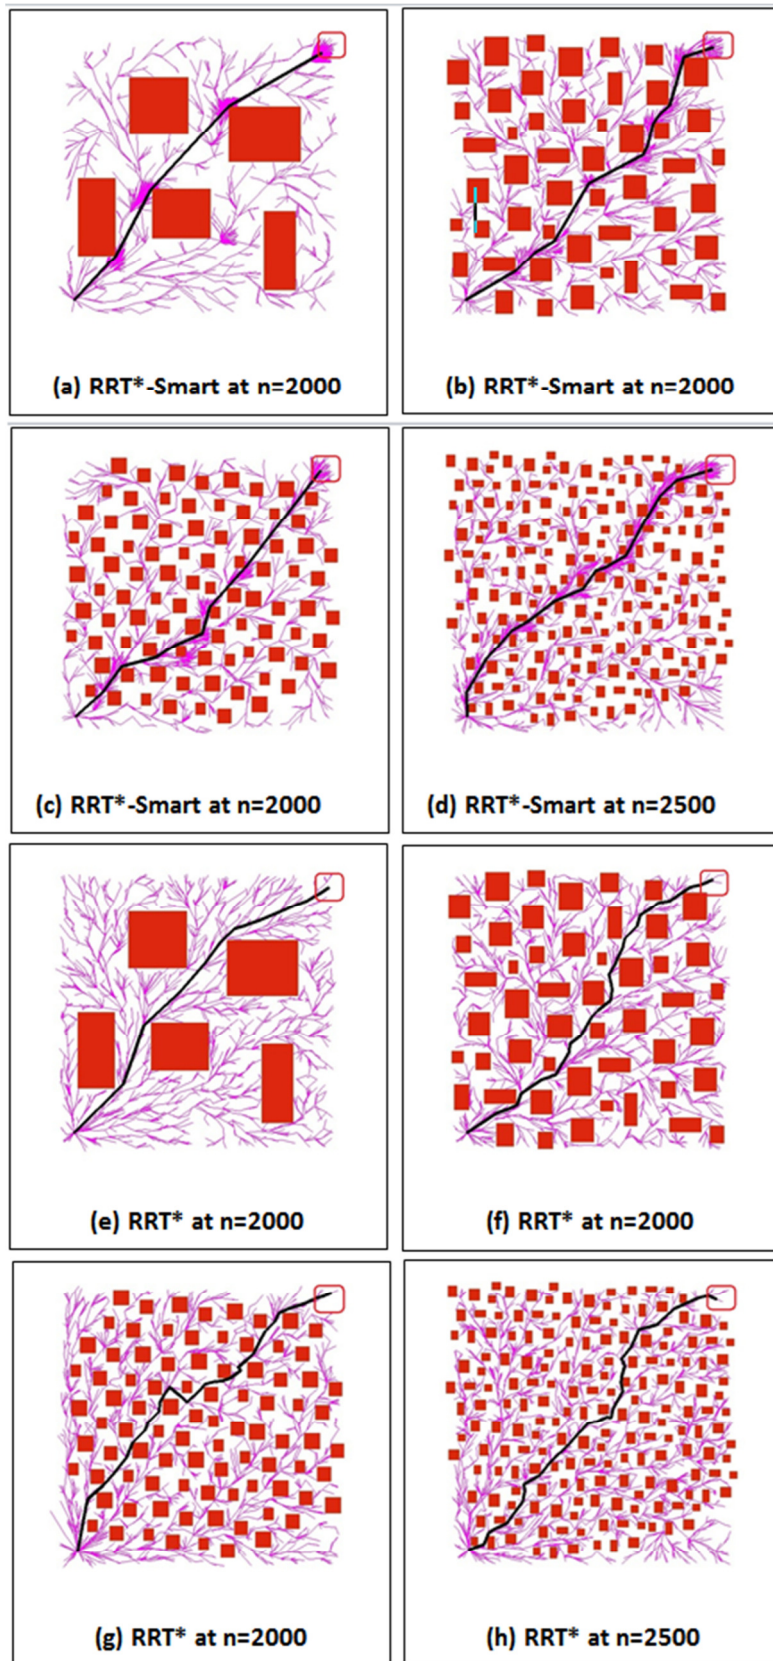 (a) RRT*-Smart at n=2000
(b) RRT*-Smart at n=2000
(c) RRT*-Smart at n=2000
(d) RRT*-Smart at n=2500
(e) RRT* at n=2000
(f) RRT* at n=2000
(g) RRT* at n=2000
(h) RRT* at n=2500